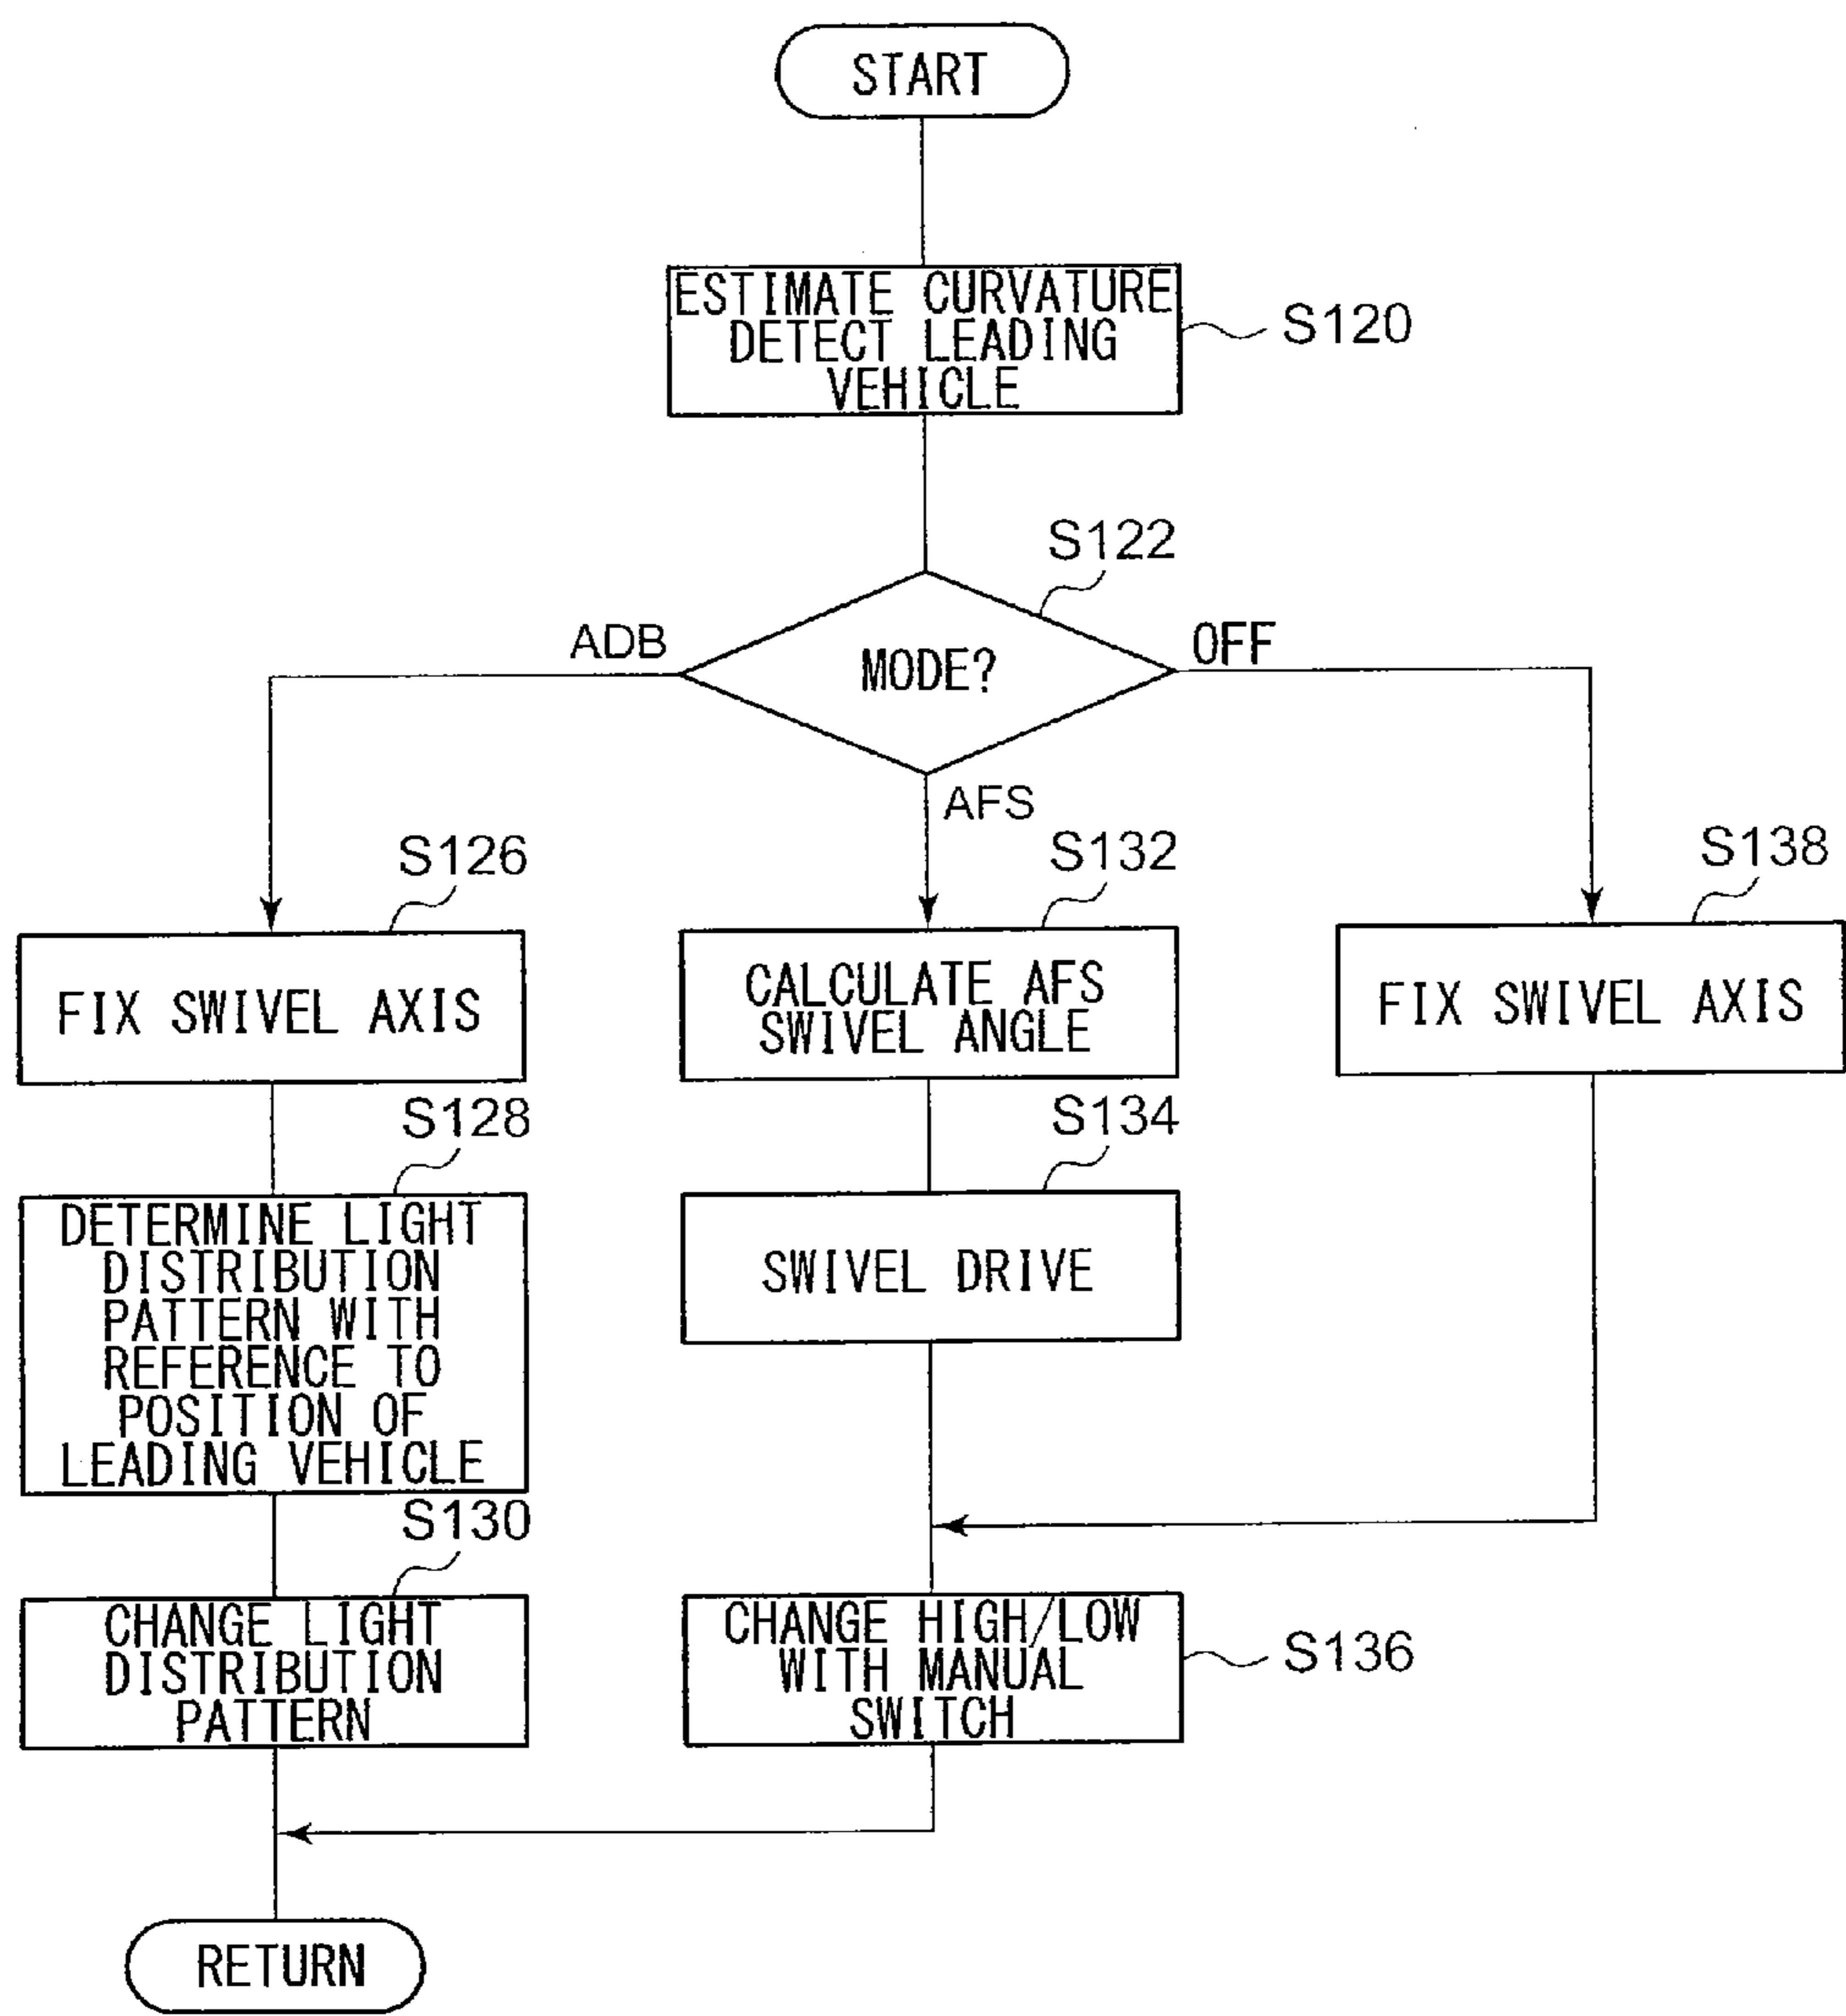 START
ESTIMATE CURVATURE
DETECT LEADING
VEHICLE
S120
S122
MODE?
ADB
OFF
AFS
S126
FIX SWIVEL AXIS
S132
CALCULATE AFS
SWIVEL ANGLE
S138
FIX SWIVEL AXIS
S128
DETERMINE LIGHT
DISTRIBUTION
PATTERN WITH
REFERENCE TO
POSITION OF
LEADING VEHICLE
S134
SWIVEL DRIVE
S130
CHANGE LIGHT
DISTRIBUTION
PATTERN
CHANGE HIGH/LOW
WITH MANUAL
SWITCH
S136
RETURN